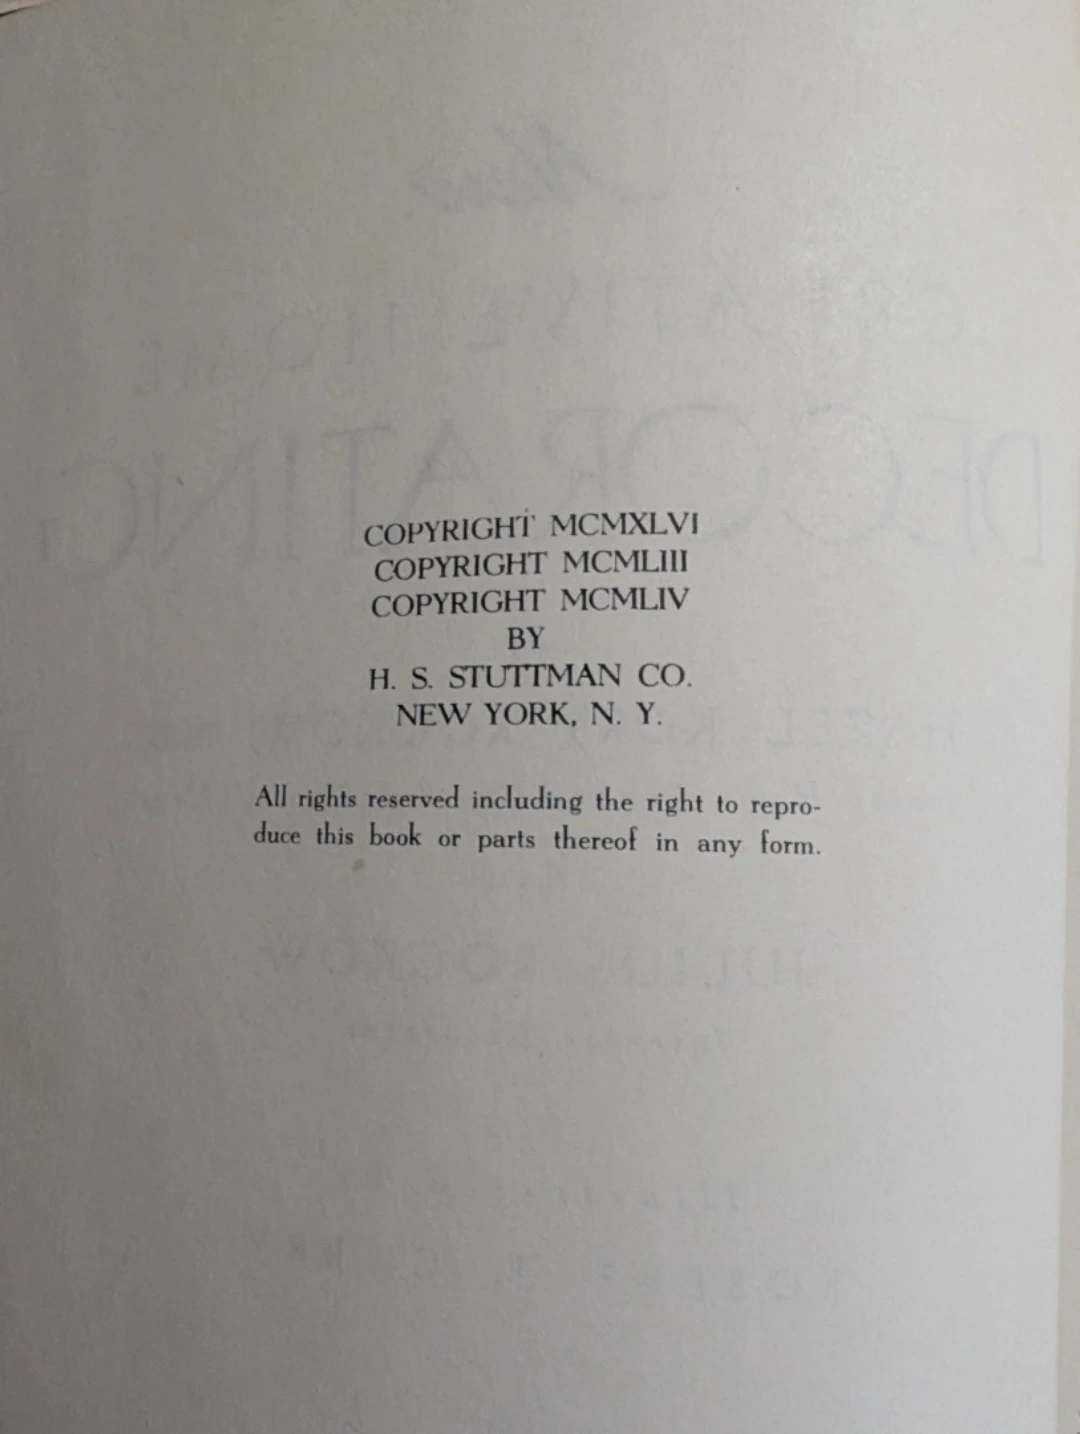 COPYRIGHT MCMXLVI
COPYRIGHT MCMLIII
COPYRIGHT MCMLIV
BY
H. S. STUTTMAN CO.
NEW YORK, N. Y.
All rights reserved including the right to repro-
duce this book or parts thereof in any form.